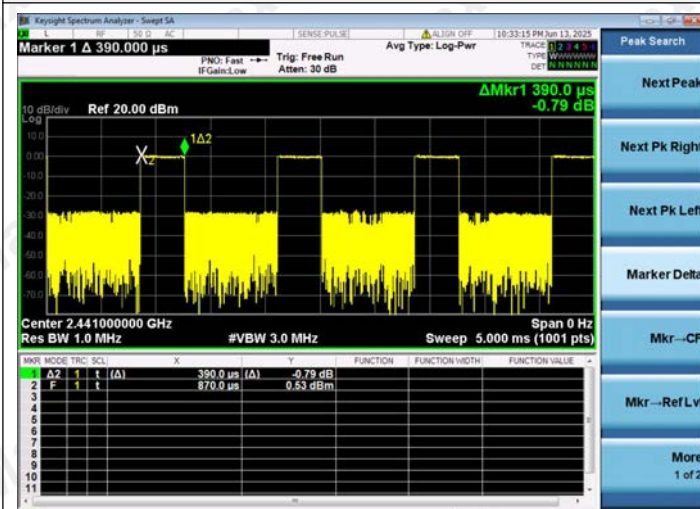 Keysight Spectrum Analyzer - Swept SA
L RF 50 Ω AC SENSE:PULSE ALIGN OFF 10:33:15 PM Jun 13, 2025
Marker 1 Δ 390.000 μs
PNO: Fast
IFGain:Low
Trig: Free Run
Atten: 30 dB
Avg Type: Log-Pwr
TRACE 1 2 3 4 5 6
TYPE
DET N N N N N N
Peak Search
Next Peak
Next Pk Right
Next Pk Left
Marker Delta
Mkr→CF
Mkr→Ref Lvl
More
1 of 2
ΔMkr1 390.0 μs
-0.79 dB
10 dB/div Ref 20.00 dBm
Log
10.0
0.00
-10.0
-20.0
-30.0
-40.0
-50.0
-60.0
-70.0
1Δ2
2
Center 2.441000000 GHz Span 0 Hz
Res BW 1.0 MHz #VBW 3.0 MHz Sweep 5.000 ms (1001 pts)
MKR MODE TRC SCL X Y FUNCTION FUNCTION WIDTH FUNCTION VALUE
1 Δ2 1 t (Δ) 390.0 μs (Δ) -0.79 dB
2 F 1 t 870.0 μs 0.53 dBm
3
4
5
6
7
8
9
10
11